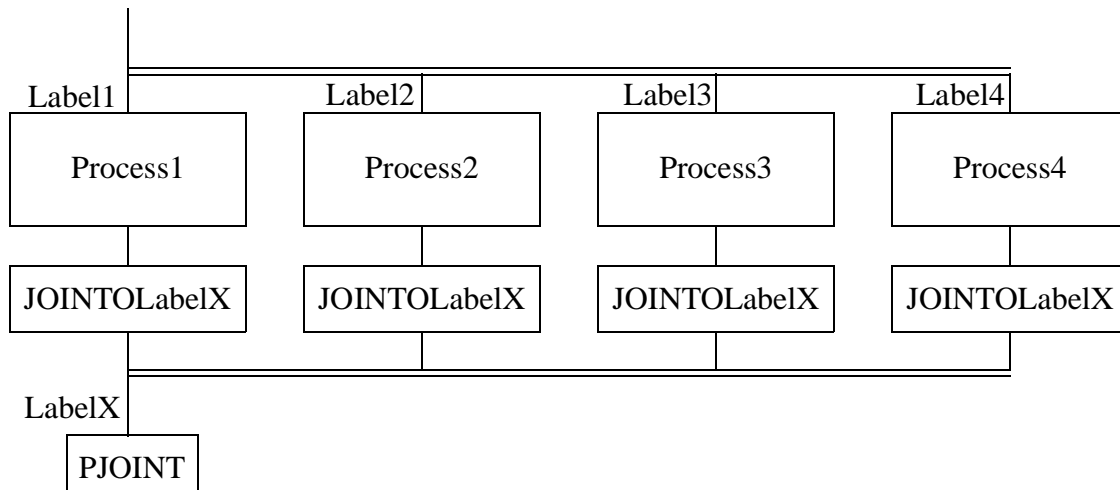 Label1 Label2 Label3 Label4
Process1 Process2 Process3 Process4
JOINTOLabelX JOINTOLabelX JOINTOLabelX JOINTOLabelX
LabelX
PJOINT